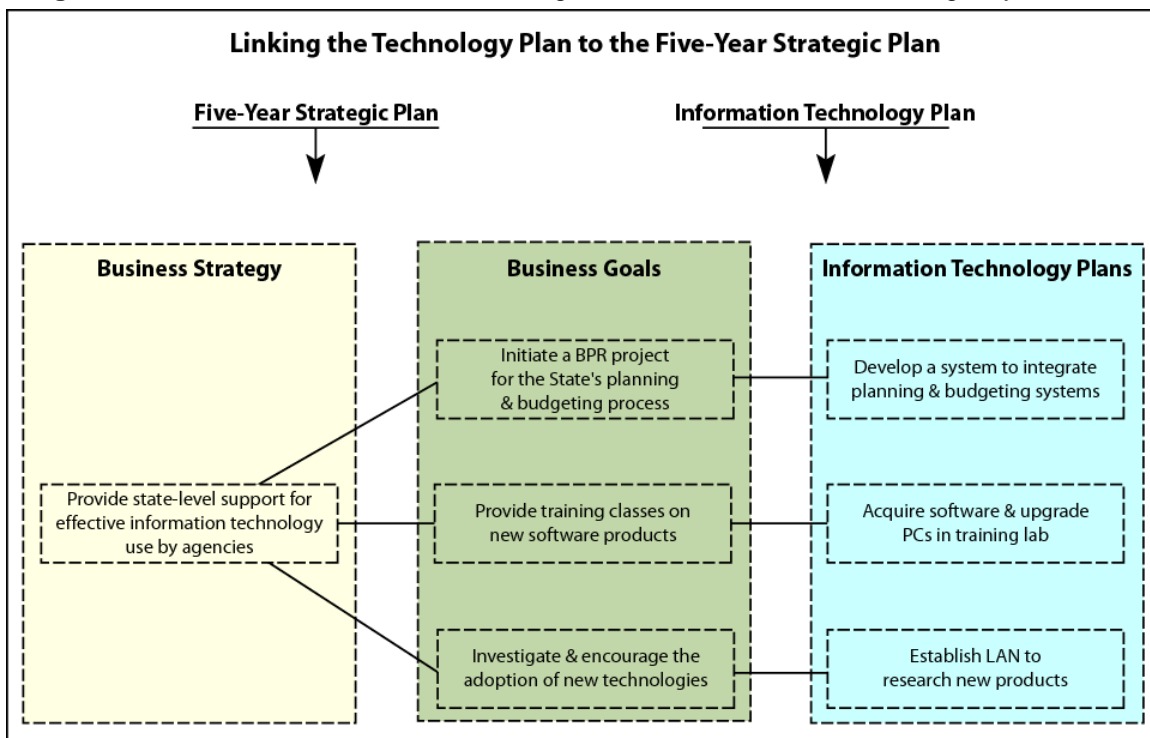 Linking the Technology Plan to the Five-Year Strategic Plan
Five-Year Strategic Plan
Information Technology Plan
Business Strategy
Provide state-level support for
effective information technology
use by agencies
Business Goals
Initiate a BPR project
for the State's planning
& budgeting process
Provide training classes on
new software products
Investigate & encourage the
adoption of new technologies
Information Technology Plans
Develop a system to integrate
planning & budgeting systems
Acquire software & upgrade
PCs in training lab
Establish LAN to
research new products